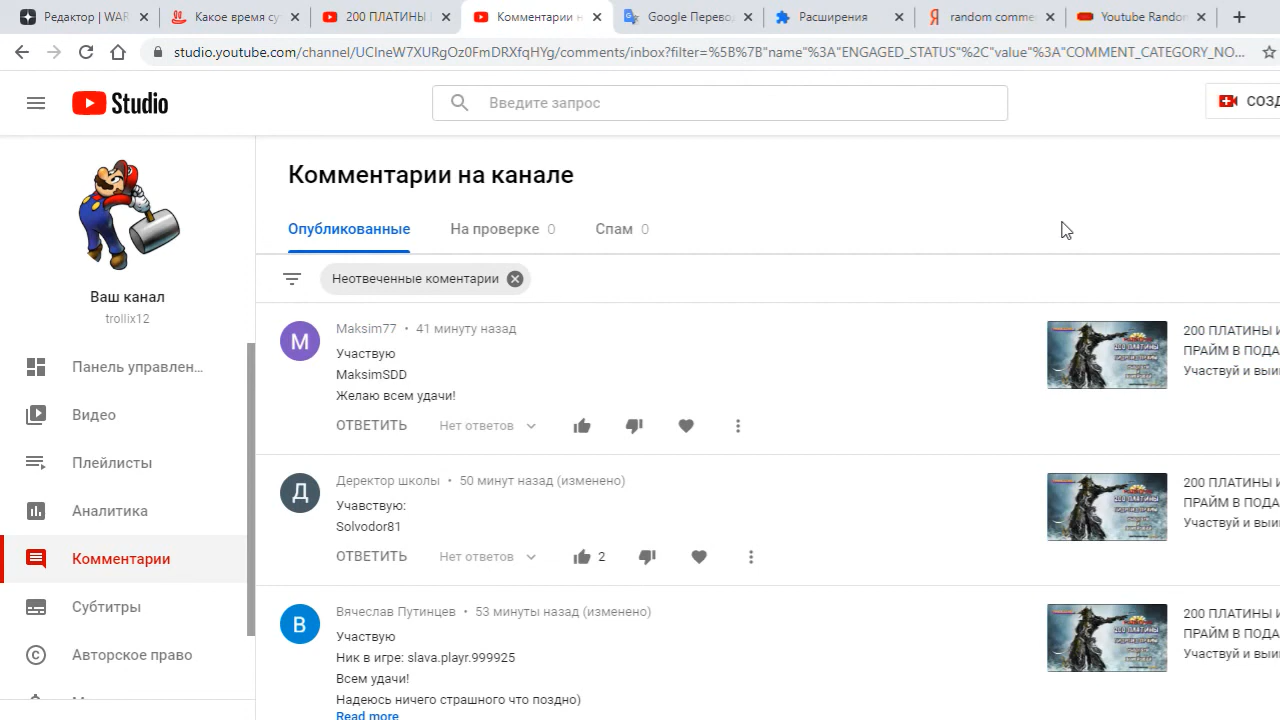 Редактор | WAR
Какое время су
200 ПЛАТИНЫ
Комментарии н
Google Перево
Расширения
random comme
Youtube Rando
studio.youtube.com/channel/UCIneW7XURgOz0FmDRXfqHYg/comments/inbox?filter=%5B%7B"name"%3A"ENGAGED_STATUS"%2C"value"%3A"COMMENT_CATEGORY_NO...
Studio
Введите запрос
СОЗД
Ваш канал
trollix12
Панель управлен...
Видео
Плейлисты
Аналитика
Комментарии
Субтитры
Авторское право
Комментарии на канале
Опубликованные
На проверке 0
Спам 0
Неотвеченные коментарии
M
Maksim77 • 41 минуту назад
Участвую
MaksimSDD
Желаю всем удачи!
ОТВЕТИТЬ Нет ответов
200 ПЛАТИНЫ И
ПРАЙМ В ПОДА
Участвуй и выи
Д
Деректор школы • 50 минут назад (изменено)
Учавствую:
Solvodor81
ОТВЕТИТЬ Нет ответов 2
200 ПЛАТИНЫ И
ПРАЙМ В ПОДА
Участвуй и выи
В
Вячеслав Путинцев • 53 минуты назад (изменено)
Участвую
Ник в игре: slava.playr.999925
Всем удачи!
Надеюсь ничего страшного что поздно)
Read more
200 ПЛАТИНЫ И
ПРАЙМ В ПОДА
Участвуй и выи